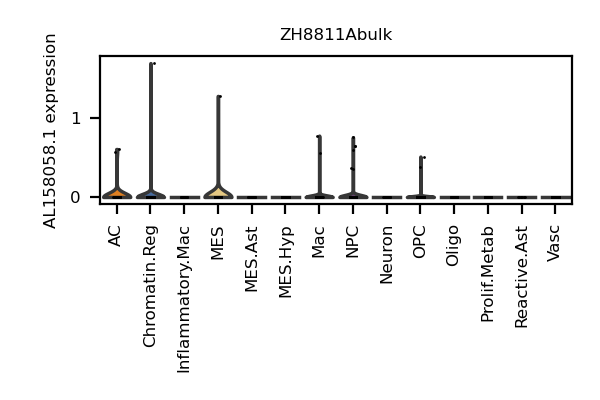 ZH8811Abulk
AL158058.1 expression
1
0
AC
Chromatin.Reg
Inflammatory.Mac
MES
MES.Ast
MES.Hyp
Mac
NPC
Neuron
OPC
Oligo
Prolif.Metab
Reactive.Ast
Vasc